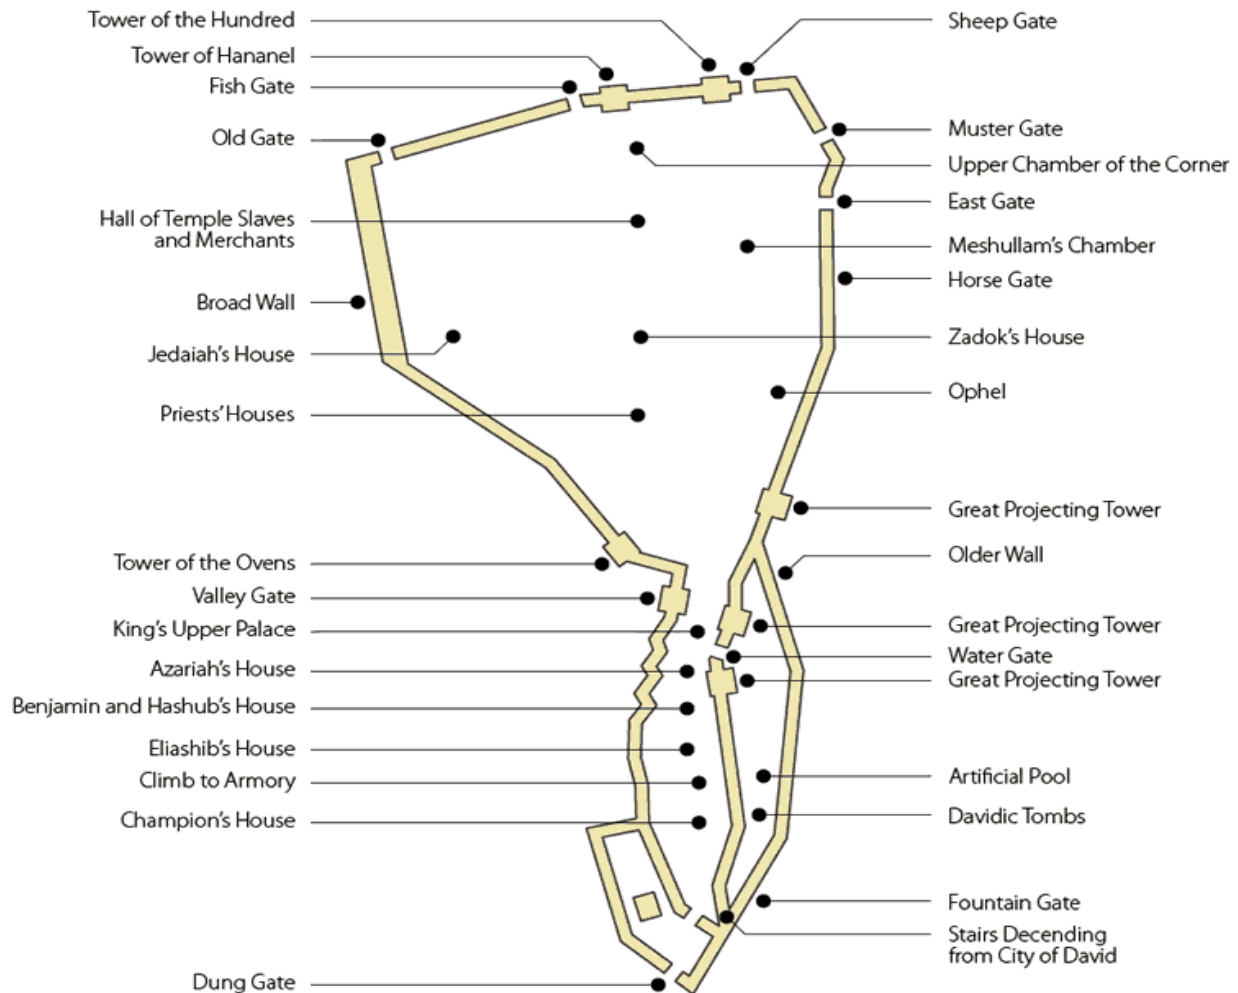 Tower of the Hundred
Tower of Hananel
Fish Gate
Old Gate
Hall of Temple Slaves
and Merchants
Broad Wall
Jedaiah's House
Priests' Houses
Tower of the Ovens
Valley Gate
King's Upper Palace
Azariah's House
Benjamin and Hashub's House
Eliashib's House
Climb to Armory
Champion's House
Dung Gate
Sheep Gate
Muster Gate
Upper Chamber of the Corner
East Gate
Meshullam's Chamber
Horse Gate
Zadok's House
Ophel
Great Projecting Tower
Older Wall
Great Projecting Tower
Water Gate
Great Projecting Tower
Artificial Pool
Davidic Tombs
Fountain Gate
Stairs Decending
from City of David